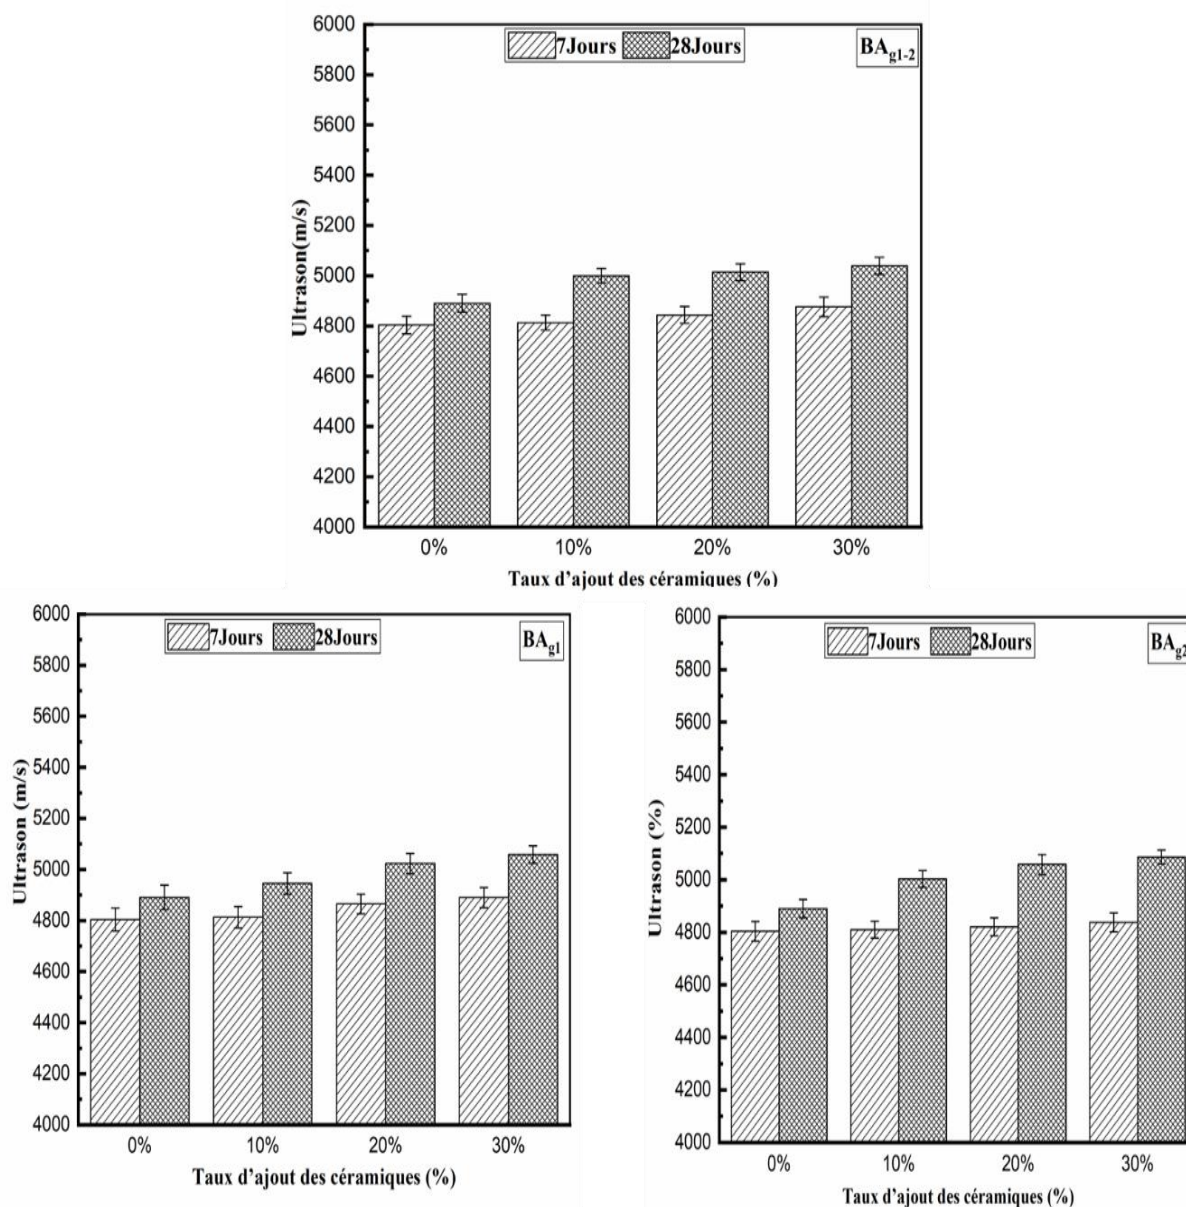 7Jours 28Jours
BAg1-2
Ultrason(m/s)
6000
5800
5600
5400
5200
5000
4800
4600
4400
4200
4000
0% 10% 20% 30%
Taux d’ajout des céramiques (%)
7Jours 28Jours
BAg1
Ultrason (m/s)
6000
5800
5600
5400
5200
5000
4800
4600
4400
4200
4000
0% 10% 20% 30%
Taux d’ajout des céramiques (%)
7Jours 28Jours
BAg2
Ultrason (%)
6000
5800
5600
5400
5200
5000
4800
4600
4400
4200
4000
0% 10% 20% 30%
Taux d’ajout des céramiques (%)